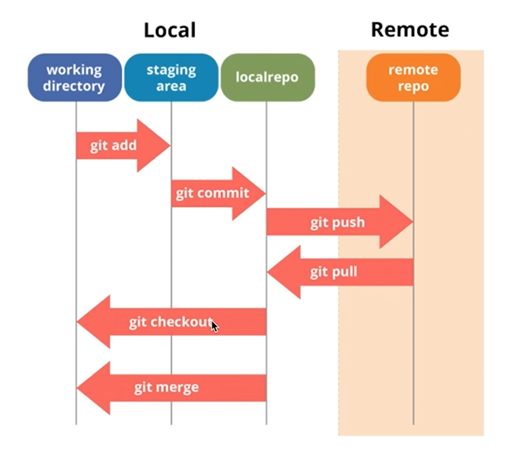 Local
Remote
working
directory
staging
area
localrepo
remote
repo
git add
git commit
git push
git pull
git checkout
git merge